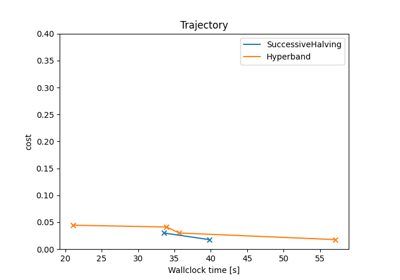 Trajectory
0.40
0.35
0.30
0.25
0.20
0.15
0.10
0.05
0.00
cost
SuccessiveHalving
Hyperband
20 25 30 35 40 45 50 55
Wallclock time [s]